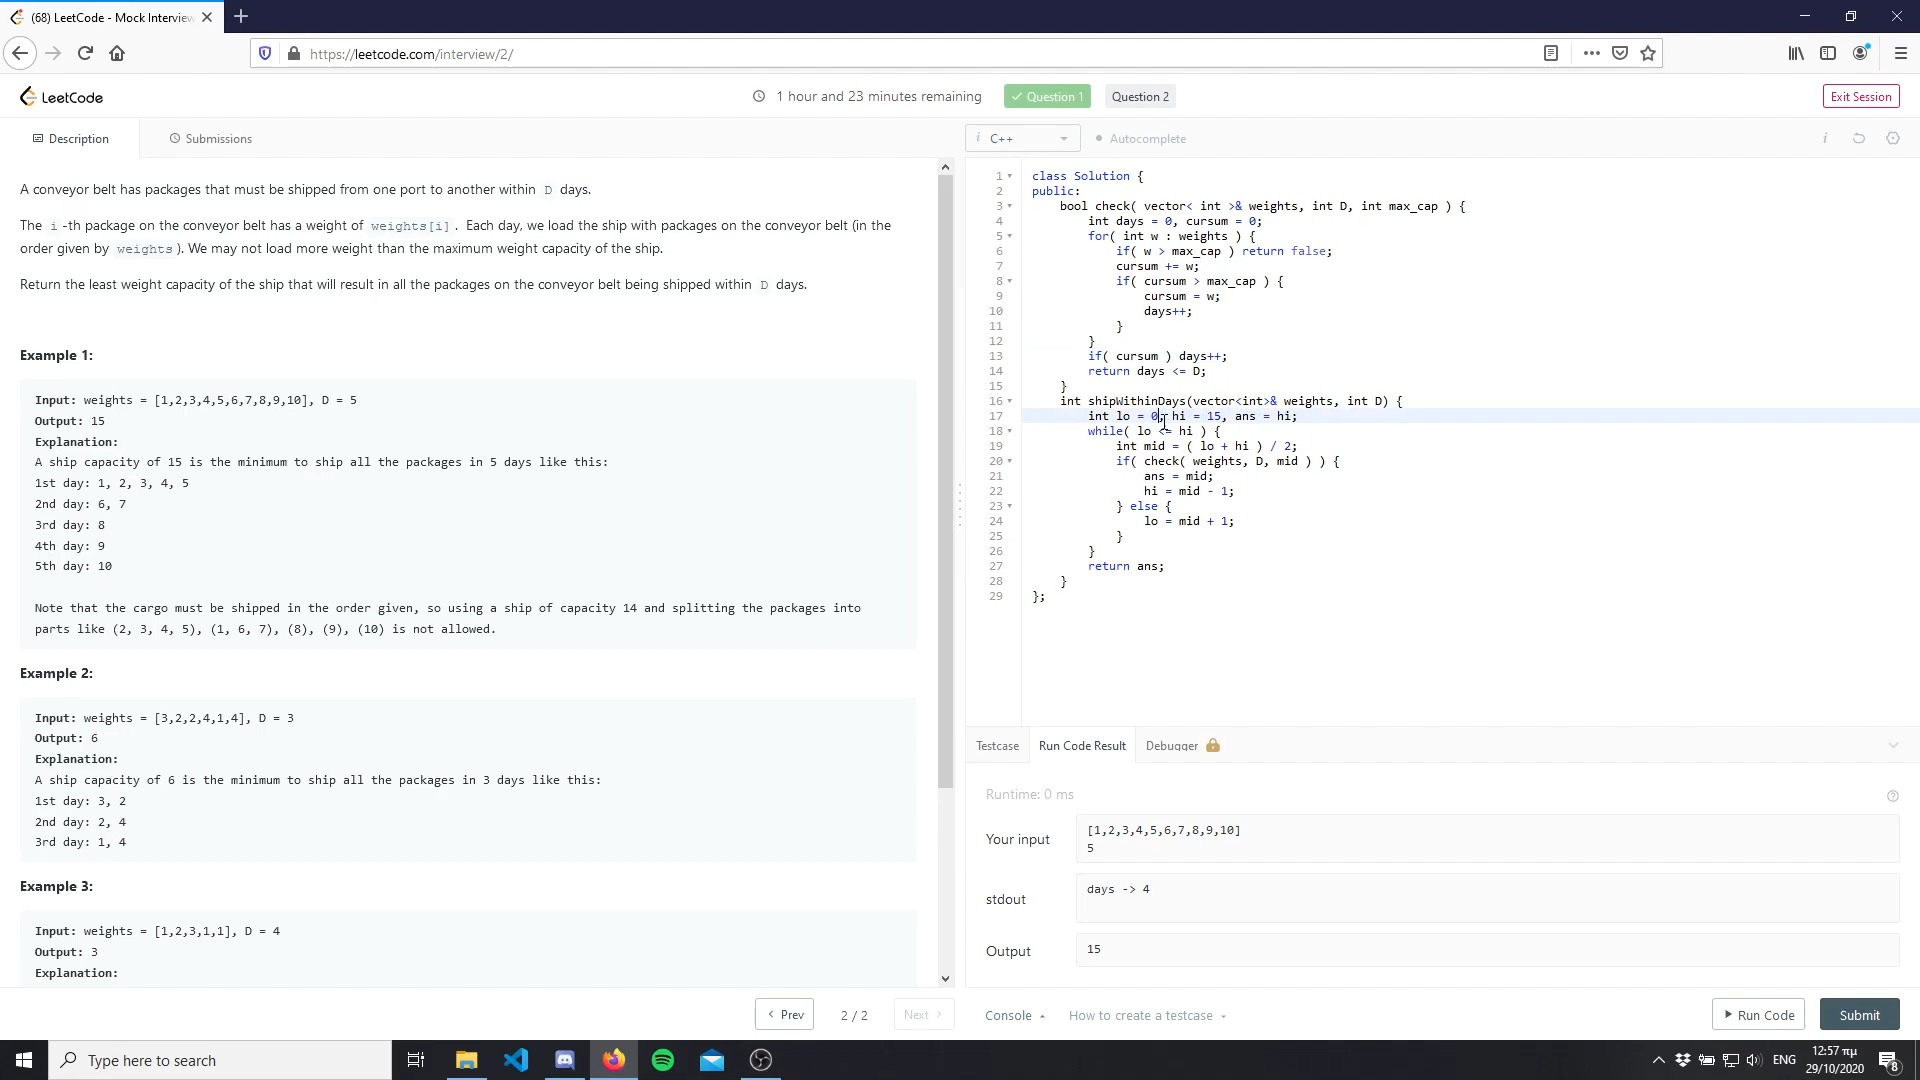 (68) LeetCode - Mock Interview
https://leetcode.com/interview/2/
LeetCode
1 hour and 23 minutes remaining
Question 1
Question 2
Exit Session
Description
Submissions
i C++
Autocomplete
i
A conveyor belt has packages that must be shipped from one port to another within D days.
The i -th package on the conveyor belt has a weight of weights[i]. Each day, we load the ship with packages on the conveyor belt (in the
order given by weights). We may not load more weight than the maximum weight capacity of the ship.
Return the least weight capacity of the ship that will result in all the packages on the conveyor belt being shipped within D days.
Example 1:
Input: weights = [1,2,3,4,5,6,7,8,9,10], D = 5
Output: 15
Explanation:
A ship capacity of 15 is the minimum to ship all the packages in 5 days like this:
1st day: 1, 2, 3, 4, 5
2nd day: 6, 7
3rd day: 8
4th day: 9
5th day: 10
Note that the cargo must be shipped in the order given, so using a ship of capacity 14 and splitting the packages into
parts like (2, 3, 4, 5), (1, 6, 7), (8), (9), (10) is not allowed.
Example 2:
Input: weights = [3,2,2,4,1,4], D = 3
Output: 6
Explanation:
A ship capacity of 6 is the minimum to ship all the packages in 3 days like this:
1st day: 3, 2
2nd day: 2, 4
3rd day: 1, 4
Example 3:
Input: weights = [1,2,3,1,1], D = 4
Output: 3
Explanation:
1 class Solution {
2 public:
3 bool check( vector< int >& weights, int D, int max_cap ) {
4 int days = 0, cursum = 0;
5 for( int w : weights ) {
6 if( w > max_cap ) return false;
7 cursum += w;
8 if( cursum > max_cap ) {
9 cursum = w;
10 days++;
11 }
12 }
13 if( cursum ) days++;
14 return days <= D;
15 }
16 int shipWithinDays(vector<int>& weights, int D) {
17 int lo = 0, hi = 15, ans = hi;
18 while( lo <= hi ) {
19 int mid = ( lo + hi ) / 2;
20 if( check( weights, D, mid ) ) {
21 ans = mid;
22 hi = mid - 1;
23 } else {
24 lo = mid + 1;
25 }
26 }
27 return ans;
28 }
29 };
Testcase
Run Code Result
Debugger
Runtime: 0 ms
Your input
[1,2,3,4,5,6,7,8,9,10]
5
stdout
days -> 4
Output
15
Prev
2 / 2
Next
Console
How to create a testcase
Run Code
Submit
Type here to search
ENG
12:57 πμ
29/10/2020
8